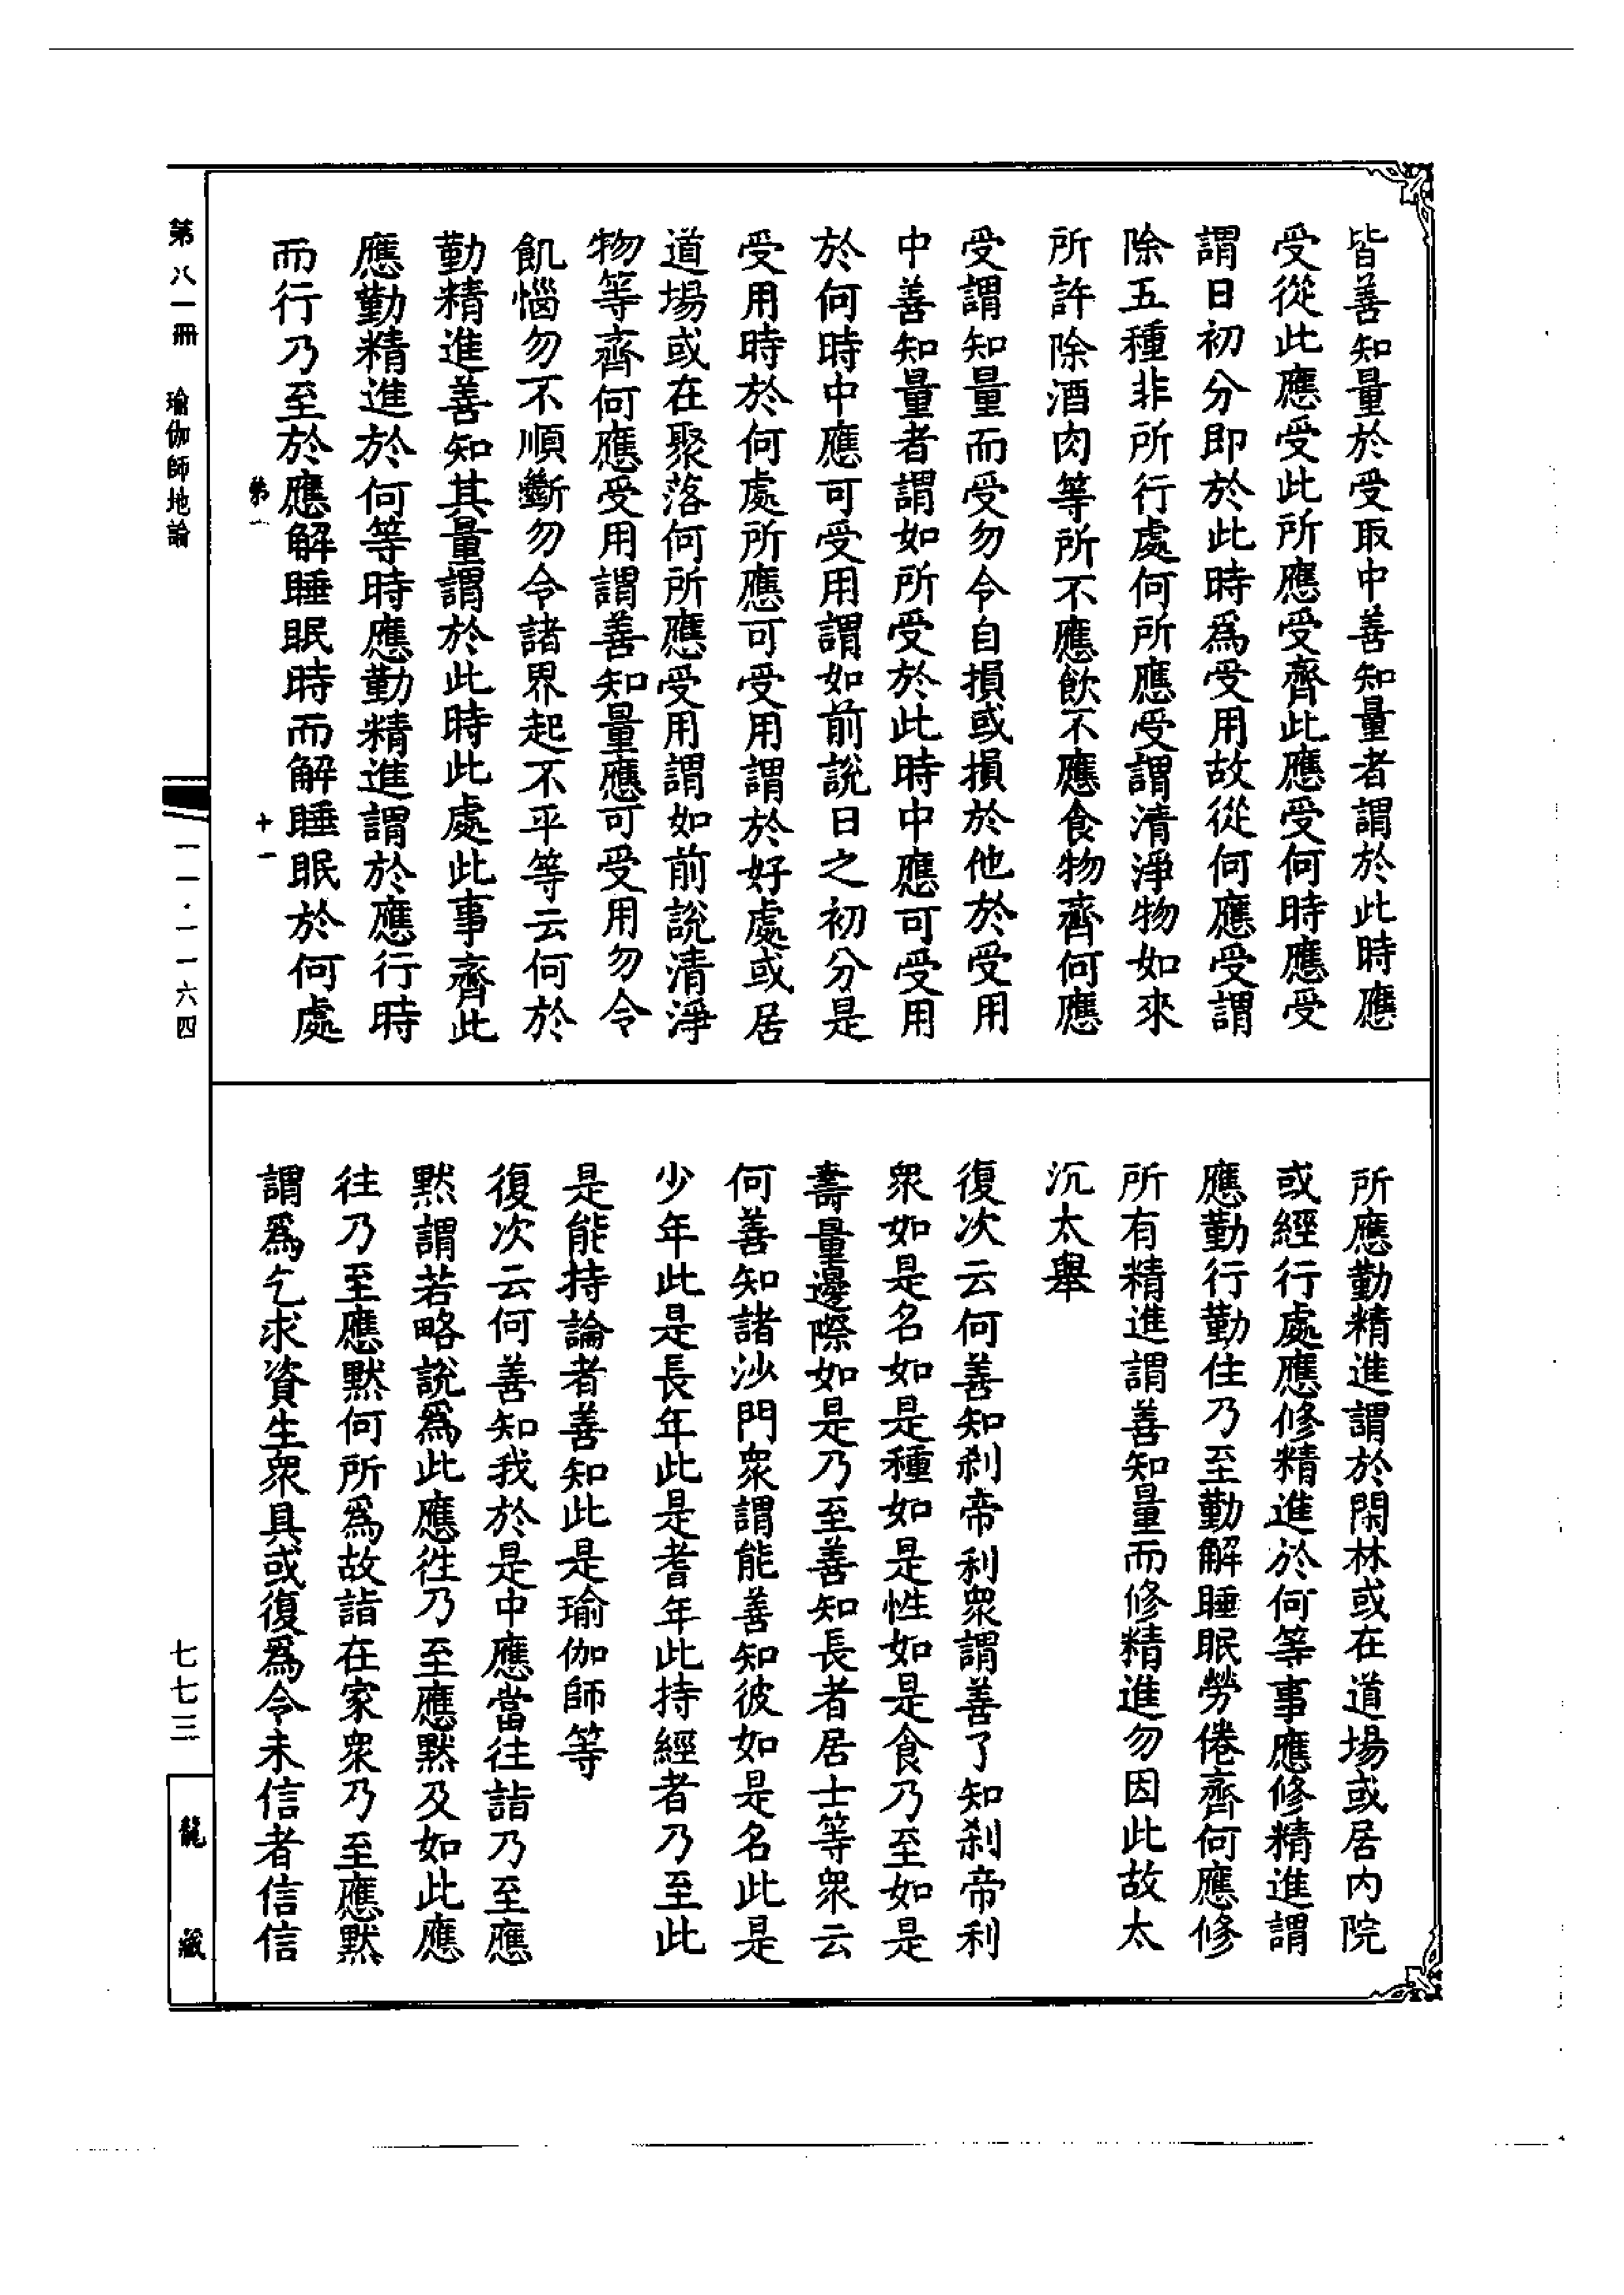 皆善知量於受取中善知量者謂於此時應
受從此應受此所應受齊此應受何時應受
謂日初分即於此時爲受用故從何應受謂
除五種非所行處何所應受謂清淨物如來
所許除酒肉等所不應飲不應食物齊何應
受謂知量而受勿令自損或損於他於受用
中善知量者謂如所受於此時中應可受用
於何時中應可受用謂如前說日之初分是
受用時於何處所應可受用謂於好處或居
道場或在聚落何所應受用謂如前說清淨
物等齊何應受用謂善知量應可受用勿令
飢惱勿不順斷勿令諸界起不平等云何於
勤精進善知其量謂於此時此處此事齊此
應勤精進於何等時應勤精進謂於應行時
而行乃至於應解睡眠時而解睡眠於何處
所應勤精進謂於閑林或在道場或居內院
或經行處應修精進於何等事應修精進謂
應勤行勤住乃至勤解睡眠勞倦齊何應修
所有精進謂善知量而修精進勿因此故太
沉太舉
復次云何善知刹帝利衆謂善了知刹帝利
衆如是名如是種如是性如是食乃至如是
壽量邊際如是乃至善知長者居士等衆云
何善知諸沙門衆謂能善知彼如是名此是
少年此是長年此是耆年此持經者乃至此
是能持論者善知此是瑜伽師等
復次云何善知我於是中應當往詣乃至應
默謂若略說爲此應往乃至應默及如此應
往乃至應默何所爲故詣在家衆乃至應默
謂爲乞求資生衆具或復爲令未信者信信
第八一冊 瑜伽師地論
十一
一一·一一六四
七七三
龍藏